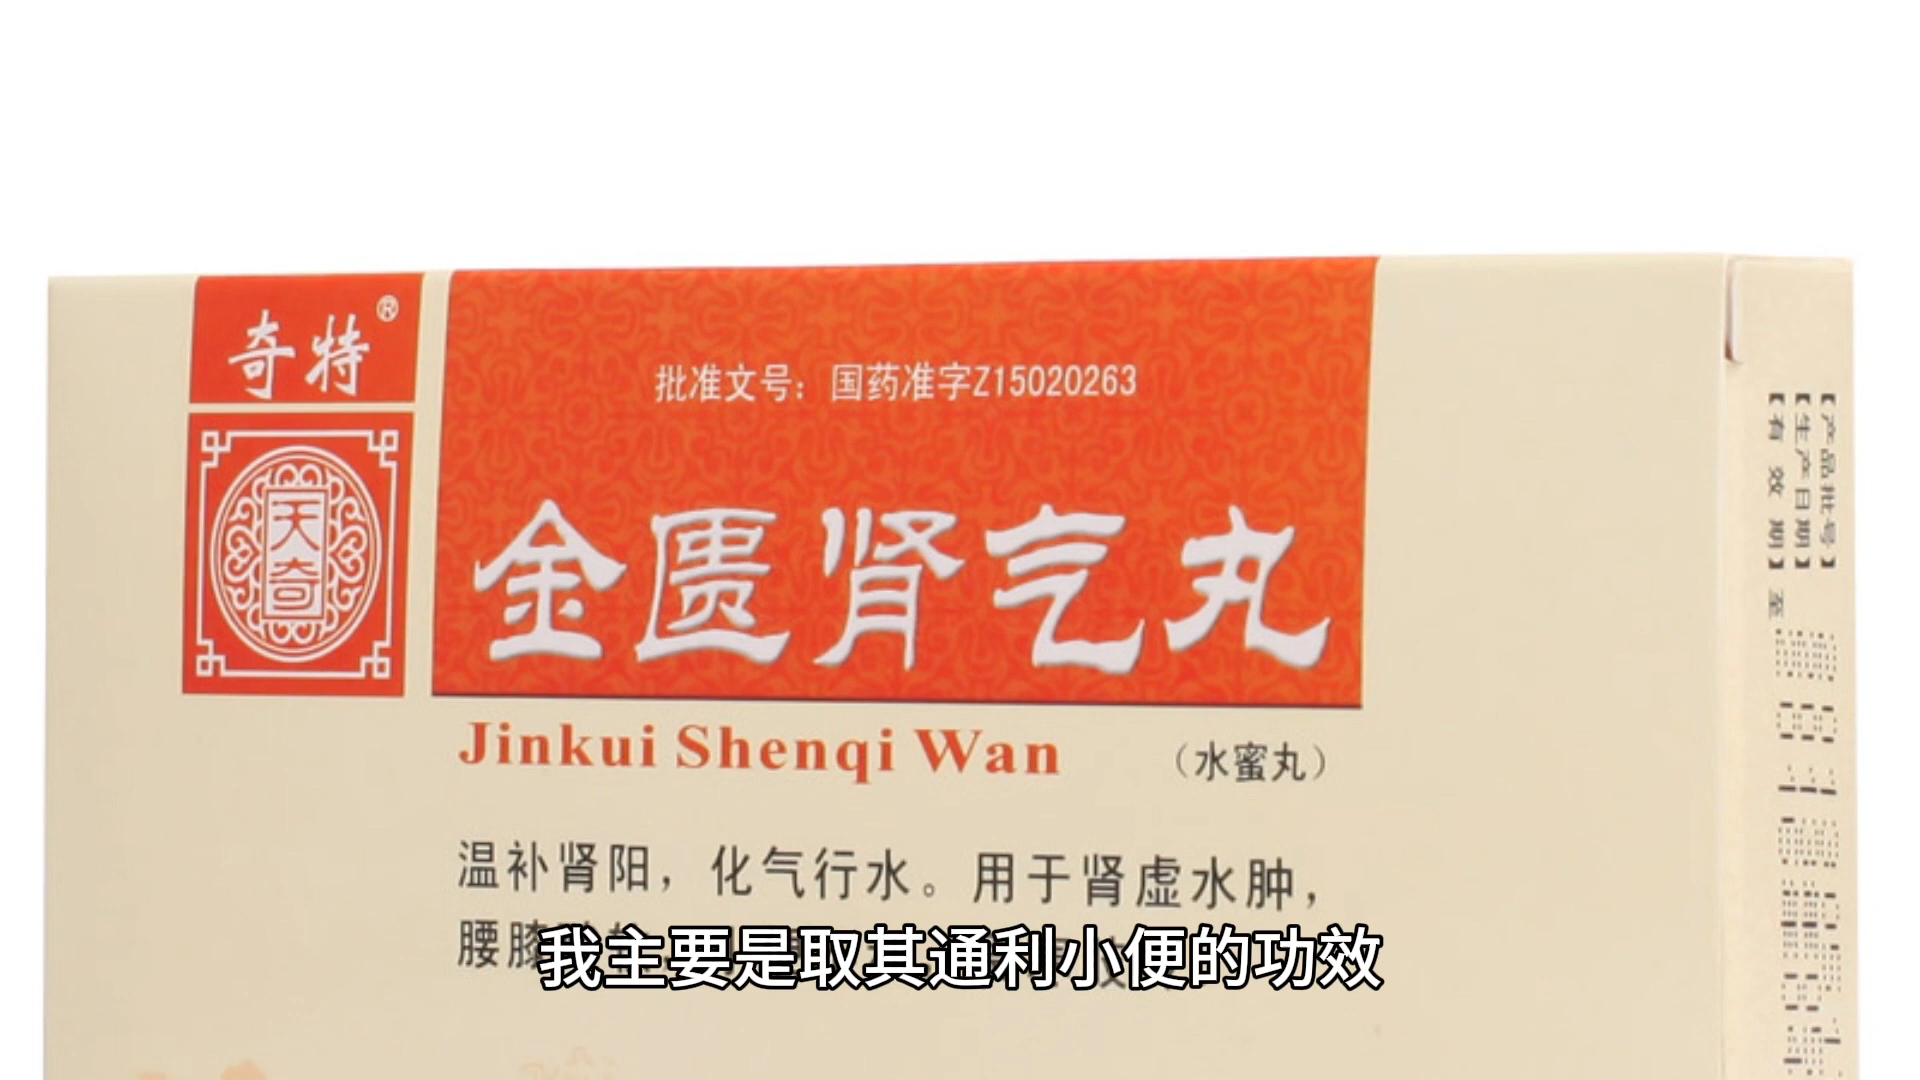 奇特®
天奇
批准文号：国药准字Z15020263
金匮肾气丸
Jinkui Shenqi Wan （水蜜丸）
温补肾阳，化气行水。用于肾虚水肿，
腰膝
我主要是取其通利小便的功效
【产品批号】
【生产日期】
【有 效 期】至